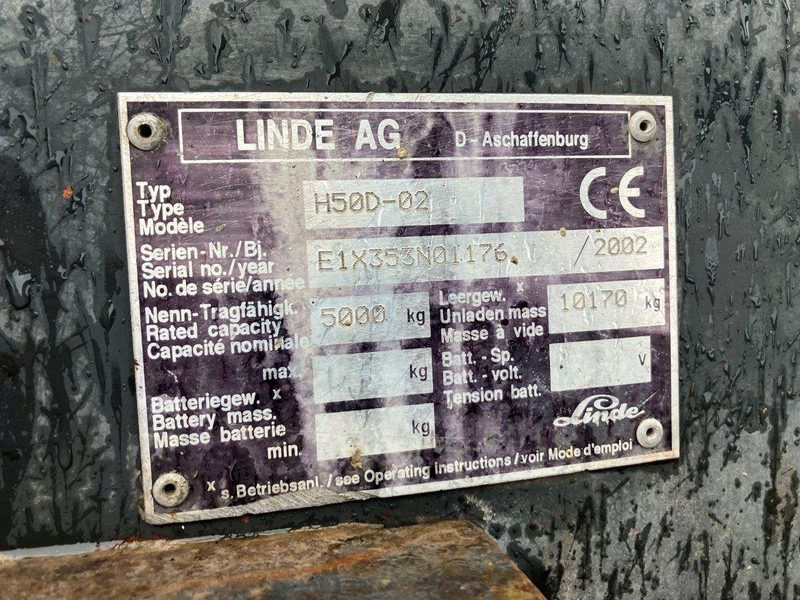 LINDE AG D-Aschaffenburg
Typ
Type H50D-02
Modèle
CE
Serien-Nr./Bj.
Serial no./year E1X353N01176 / 2002
No. de série/année
Nenn-Tragfähigk.
Rated capacity 5000 kg
Capacité nominale
Leergew. x
Unladen mass 10170 kg
Masse à vide
max. kg
Batt.-Sp.
Batt.-volt. V
Tension batt.
Batteriegew. x
Battery mass.
Masse batterie
min. kg
Linde
x s. Betriebsanl./see Operating instructions/voir Mode d'emploi